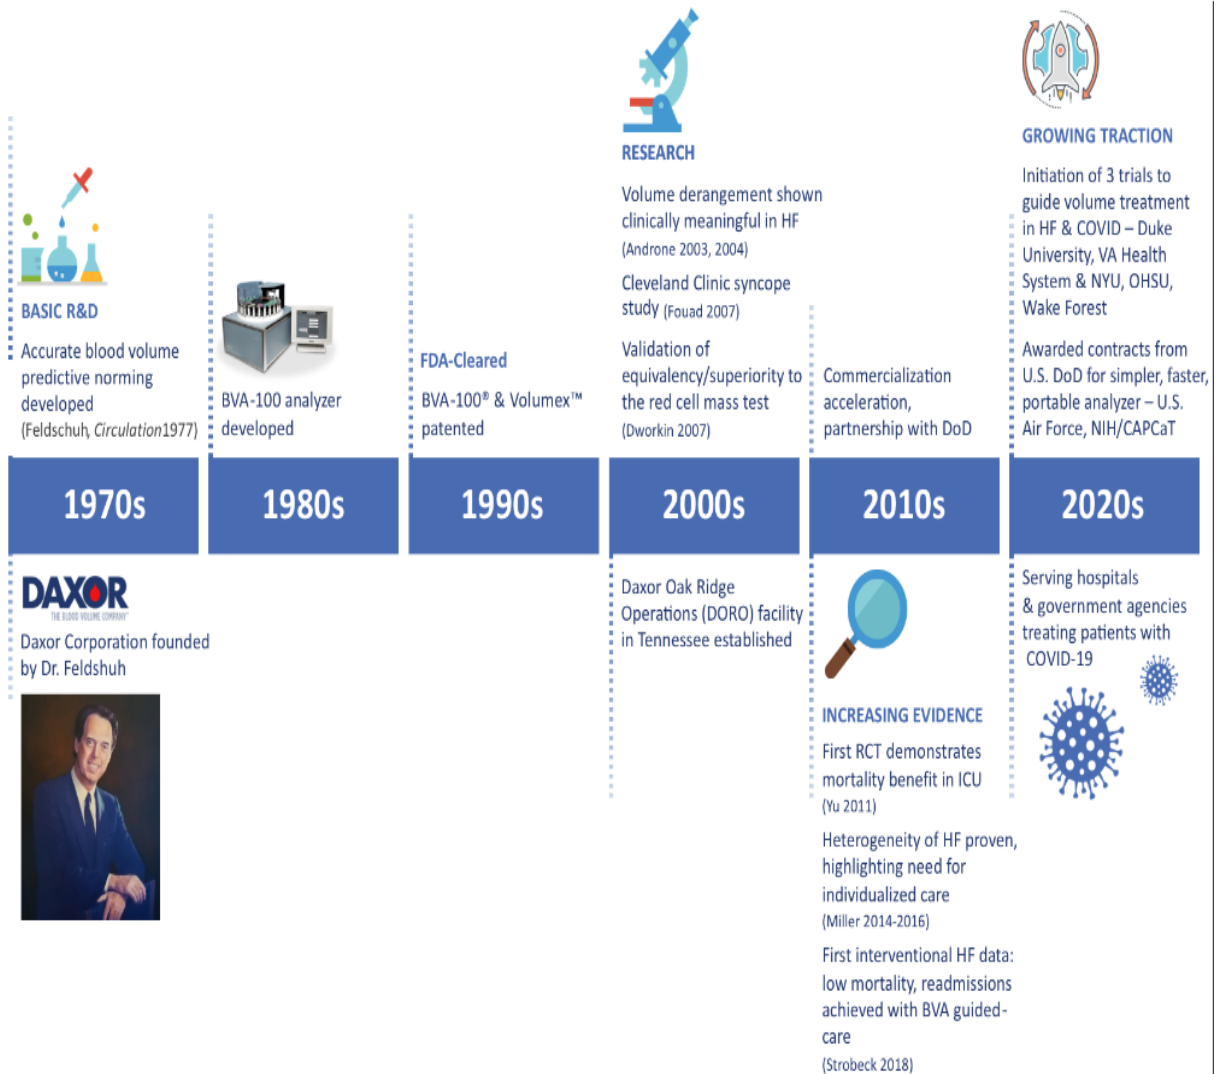 BASIC R&D
Accurate blood volume
predictive norming
developed
(Feldschuh, Circulation1977)
BVA-100 analyzer
developed
FDA-Cleared
BVA-100® & Volumex™
patented
RESEARCH
Volume derangement shown
clinically meaningful in HF
(Androne 2003, 2004)
Cleveland Clinic syncope
study (Fouad 2007)
Validation of
equivalency/superiority to
the red cell mass test
(Dworkin 2007)
Commercialization
acceleration,
partnership with DoD
GROWING TRACTION
Initiation of 3 trials to
guide volume treatment
in HF & COVID – Duke
University, VA Health
System & NYU, OHSU,
Wake Forest
Awarded contracts from
U.S. DoD for simpler, faster,
portable analyzer – U.S.
Air Force, NIH/CAPCaT
1970s
1980s
1990s
2000s
2010s
2020s
DAXOR
THE BLOOD VOLUME COMPANY™
Daxor Corporation founded
by Dr. Feldshuh
Daxor Oak Ridge
Operations (DORO) facility
in Tennessee established
INCREASING EVIDENCE
First RCT demonstrates
mortality benefit in ICU
(Yu 2011)
Heterogeneity of HF proven,
highlighting need for
individualized care
(Miller 2014-2016)
First interventional HF data:
low mortality, readmissions
achieved with BVA guided-
care
(Strobeck 2018)
Serving hospitals
& government agencies
treating patients with
COVID-19